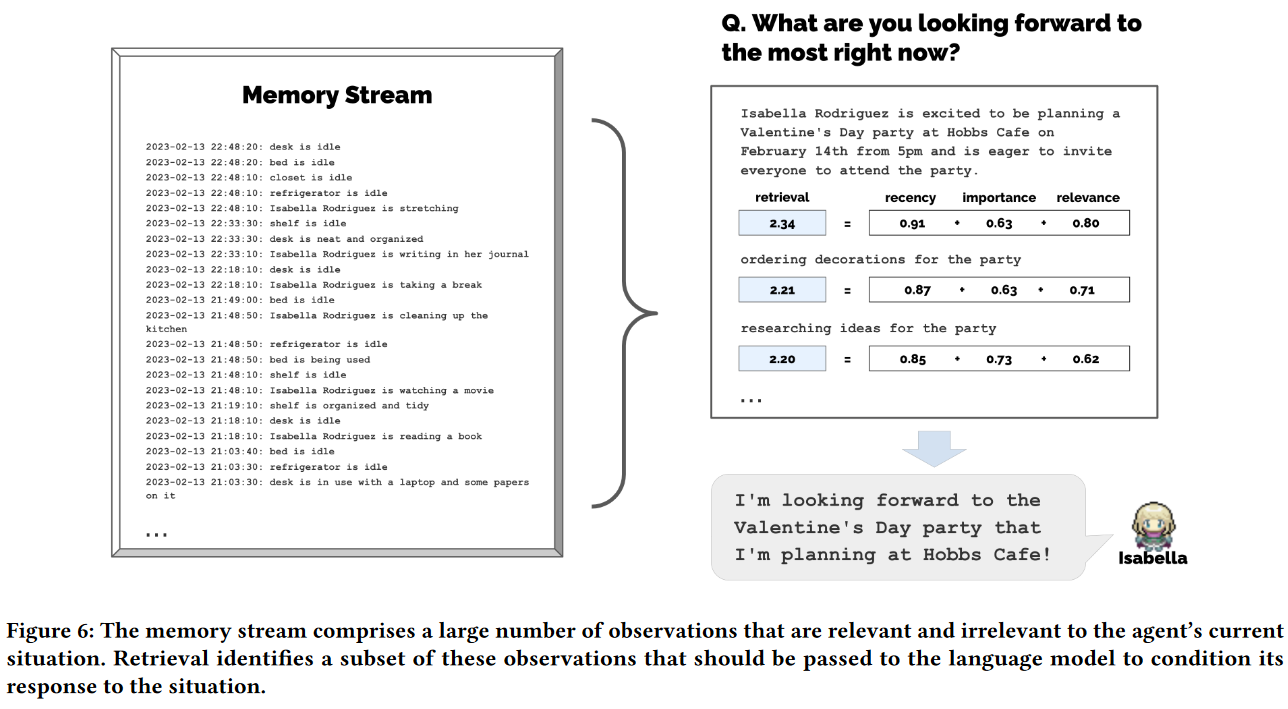 Memory Stream
2023-02-13 22:48:20: desk is idle
2023-02-13 22:48:20: bed is idle
2023-02-13 22:48:10: closet is idle
2023-02-13 22:48:10: refrigerator is idle
2023-02-13 22:48:10: Isabella Rodriguez is stretching
2023-02-13 22:33:30: shelf is idle
2023-02-13 22:33:30: desk is neat and organized
2023-02-13 22:33:10: Isabella Rodriguez is writing in her journal
2023-02-13 22:18:10: desk is idle
2023-02-13 22:18:10: Isabella Rodriguez is taking a break
2023-02-13 21:49:00: bed is idle
2023-02-13 21:48:50: Isabella Rodriguez is cleaning up the
kitchen
2023-02-13 21:48:50: refrigerator is idle
2023-02-13 21:48:50: bed is being used
2023-02-13 21:48:10: shelf is idle
2023-02-13 21:48:10: Isabella Rodriguez is watching a movie
2023-02-13 21:19:10: shelf is organized and tidy
2023-02-13 21:18:10: desk is idle
2023-02-13 21:18:10: Isabella Rodriguez is reading a book
2023-02-13 21:03:40: bed is idle
2023-02-13 21:03:30: refrigerator is idle
2023-02-13 21:03:30: desk is in use with a laptop and some papers
on it
...
Q. What are you looking forward to
the most right now?
Isabella Rodriguez is excited to be planning a
Valentine's Day party at Hobbs Cafe on
February 14th from 5pm and is eager to invite
everyone to attend the party.
retrieval recency importance relevance
2.34 = 0.91 + 0.63 + 0.80
ordering decorations for the party
2.21 = 0.87 + 0.63 + 0.71
researching ideas for the party
2.20 = 0.85 + 0.73 + 0.62
...
I'm looking forward to the
Valentine's Day party that
I'm planning at Hobbs Cafe!
Isabella
Figure 6: The memory stream comprises a large number of observations that are relevant and irrelevant to the agent's current
situation. Retrieval identifies a subset of these observations that should be passed to the language model to condition its
response to the situation.